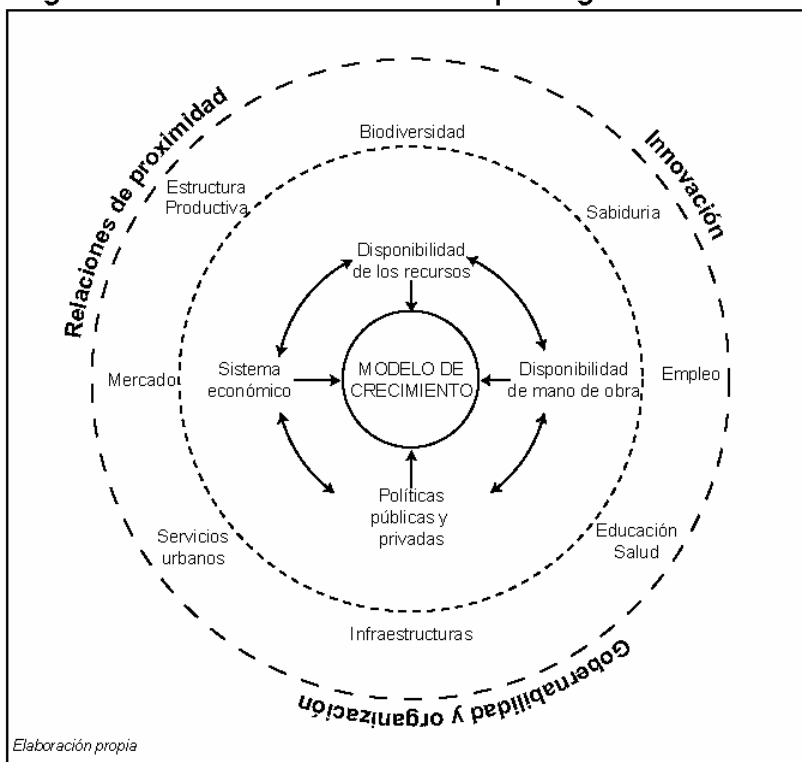 Relaciones de proximidad
Innovación
Biodiversidad
Estructura
Productiva
Sabiduria
Disponibilidad
de los recursos
Mercado
Sistema
económico
MODELO DE
CRECIMIENTO
Disponibilidad
de mano de obra
Empleo
Políticas
públicas y
privadas
Servicios
urbanos
Educación
Salud
Infraestructuras
Gobernabilidad y organización
Elaboración propia